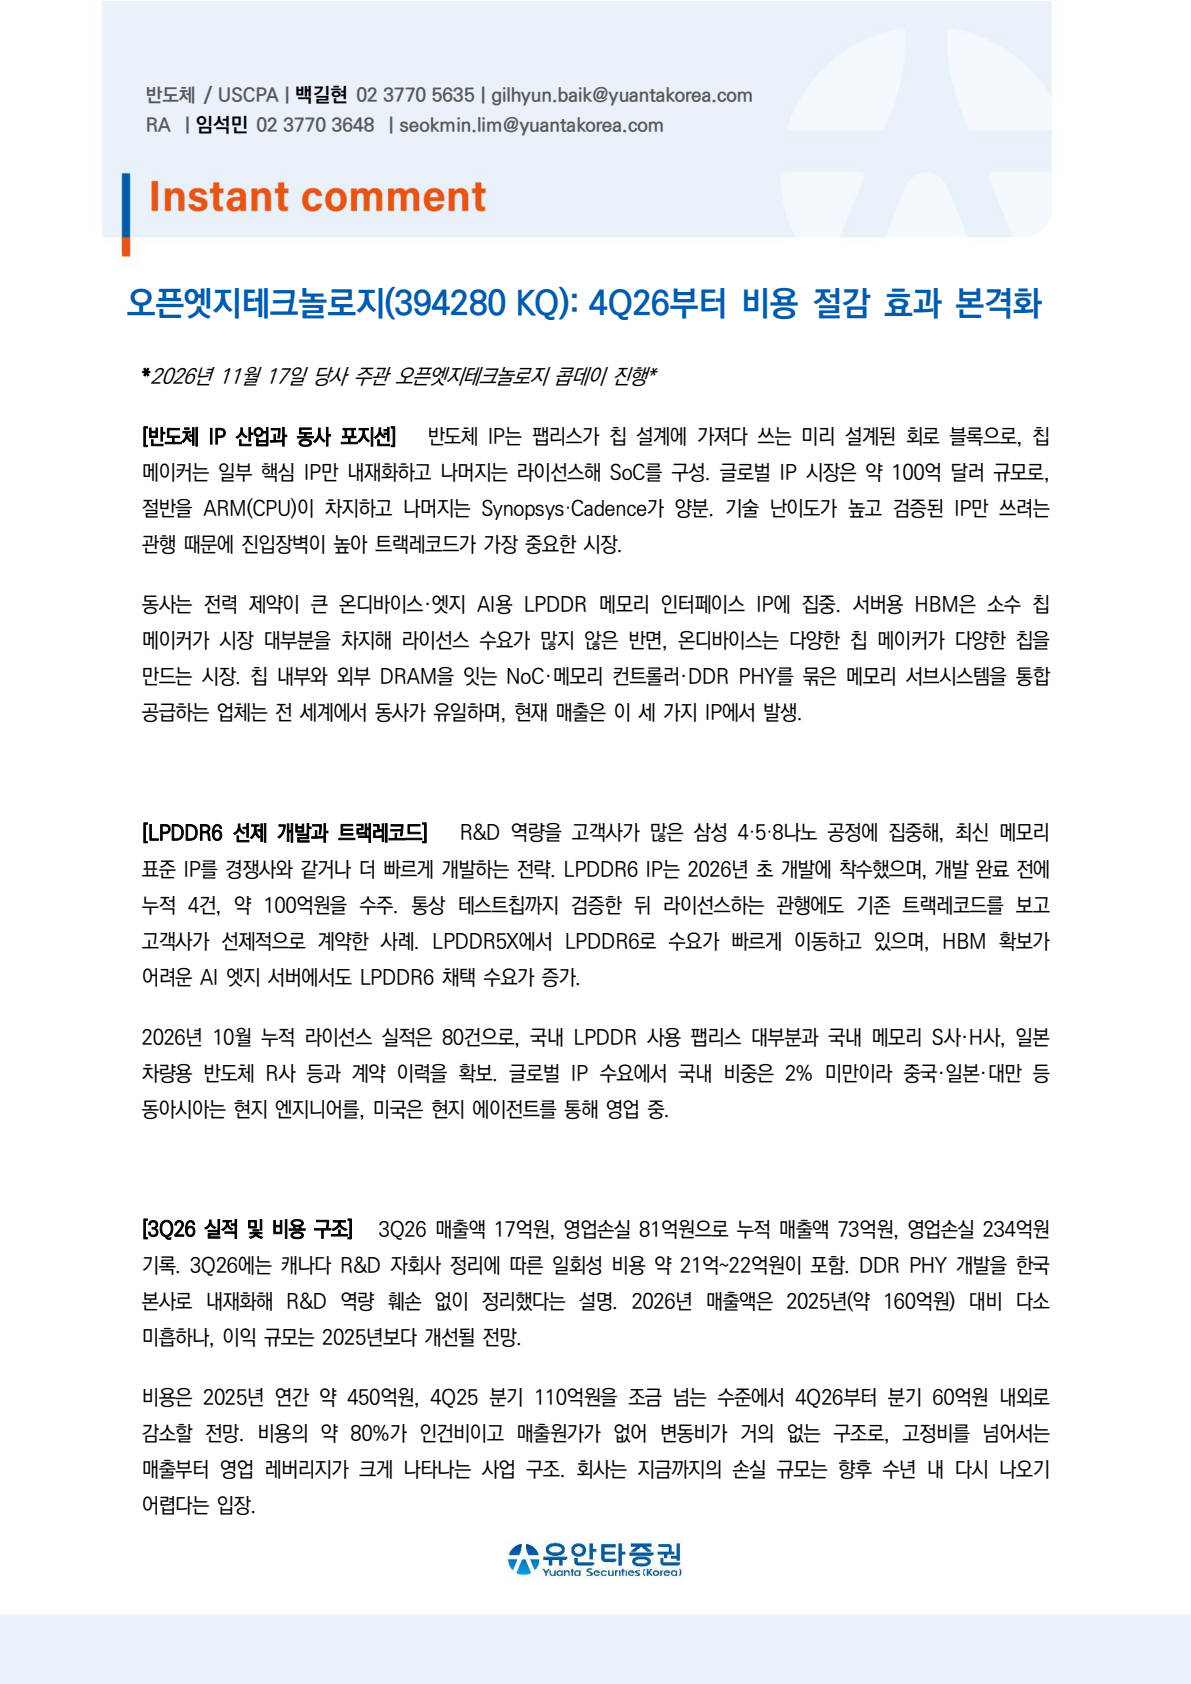 반도체 / USCPA | 백길현 02 3770 5635 | gilhyun.baik@yuantakorea.com
RA | 임석민 02 3770 3648 | seokmin.lim@yuantakorea.com
Instant comment
오픈엣지테크놀로지(394280 KQ): 4Q26부터 비용 절감 효과 본격화
*2026년 11월 17일 당사 주관 오픈엣지테크놀로지 콥데이 진행*
[반도체 IP 산업과 동사 포지션] 반도체 IP는 팹리스가 칩 설계에 가져다 쓰는 미리 설계된 회로 블록으로, 칩
메이커는 일부 핵심 IP만 내재화하고 나머지는 라이선스해 SoC를 구성. 글로벌 IP 시장은 약 100억 달러 규모로,
절반을 ARM(CPU)이 차지하고 나머지는 Synopsys·Cadence가 양분. 기술 난이도가 높고 검증된 IP만 쓰려는
관행 때문에 진입장벽이 높아 트랙레코드가 가장 중요한 시장.
동사는 전력 제약이 큰 온디바이스·엣지 AI용 LPDDR 메모리 인터페이스 IP에 집중. 서버용 HBM은 소수 칩
메이커가 시장 대부분을 차지해 라이선스 수요가 많지 않은 반면, 온디바이스는 다양한 칩 메이커가 다양한 칩을
만드는 시장. 칩 내부와 외부 DRAM을 잇는 NoC·메모리 컨트롤러·DDR PHY를 묶은 메모리 서브시스템을 통합
공급하는 업체는 전 세계에서 동사가 유일하며, 현재 매출은 이 세 가지 IP에서 발생.
[LPDDR6 선제 개발과 트랙레코드] R&D 역량을 고객사가 많은 삼성 4·5·8나노 공정에 집중해, 최신 메모리
표준 IP를 경쟁사와 같거나 더 빠르게 개발하는 전략. LPDDR6 IP는 2026년 초 개발에 착수했으며, 개발 완료 전에
누적 4건, 약 100억원을 수주. 통상 테스트칩까지 검증한 뒤 라이선스하는 관행에도 기존 트랙레코드를 보고
고객사가 선제적으로 계약한 사례. LPDDR5X에서 LPDDR6로 수요가 빠르게 이동하고 있으며, HBM 확보가
어려운 AI 엣지 서버에서도 LPDDR6 채택 수요가 증가.
2026년 10월 누적 라이선스 실적은 80건으로, 국내 LPDDR 사용 팹리스 대부분과 국내 메모리 S사·H사, 일본
차량용 반도체 R사 등과 계약 이력을 확보. 글로벌 IP 수요에서 국내 비중은 2% 미만이라 중국·일본·대만 등
동아시아는 현지 엔지니어를, 미국은 현지 에이전트를 통해 영업 중.
[3Q26 실적 및 비용 구조] 3Q26 매출액 17억원, 영업손실 81억원으로 누적 매출액 73억원, 영업손실 234억원
기록. 3Q26에는 캐나다 R&D 자회사 정리에 따른 일회성 비용 약 21억~22억원이 포함. DDR PHY 개발을 한국
본사로 내재화해 R&D 역량 훼손 없이 정리했다는 설명. 2026년 매출액은 2025년(약 160억원) 대비 다소
미흡하나, 이익 규모는 2025년보다 개선될 전망.
비용은 2025년 연간 약 450억원, 4Q25 분기 110억원을 조금 넘는 수준에서 4Q26부터 분기 60억원 내외로
감소할 전망. 비용의 약 80%가 인건비이고 매출원가가 없어 변동비가 거의 없는 구조로, 고정비를 넘어서는
매출부터 영업 레버리지가 크게 나타나는 사업 구조. 회사는 지금까지의 손실 규모는 향후 수년 내 다시 나오기
어렵다는 입장.
유안타증권
Yuanta Securities (Korea)